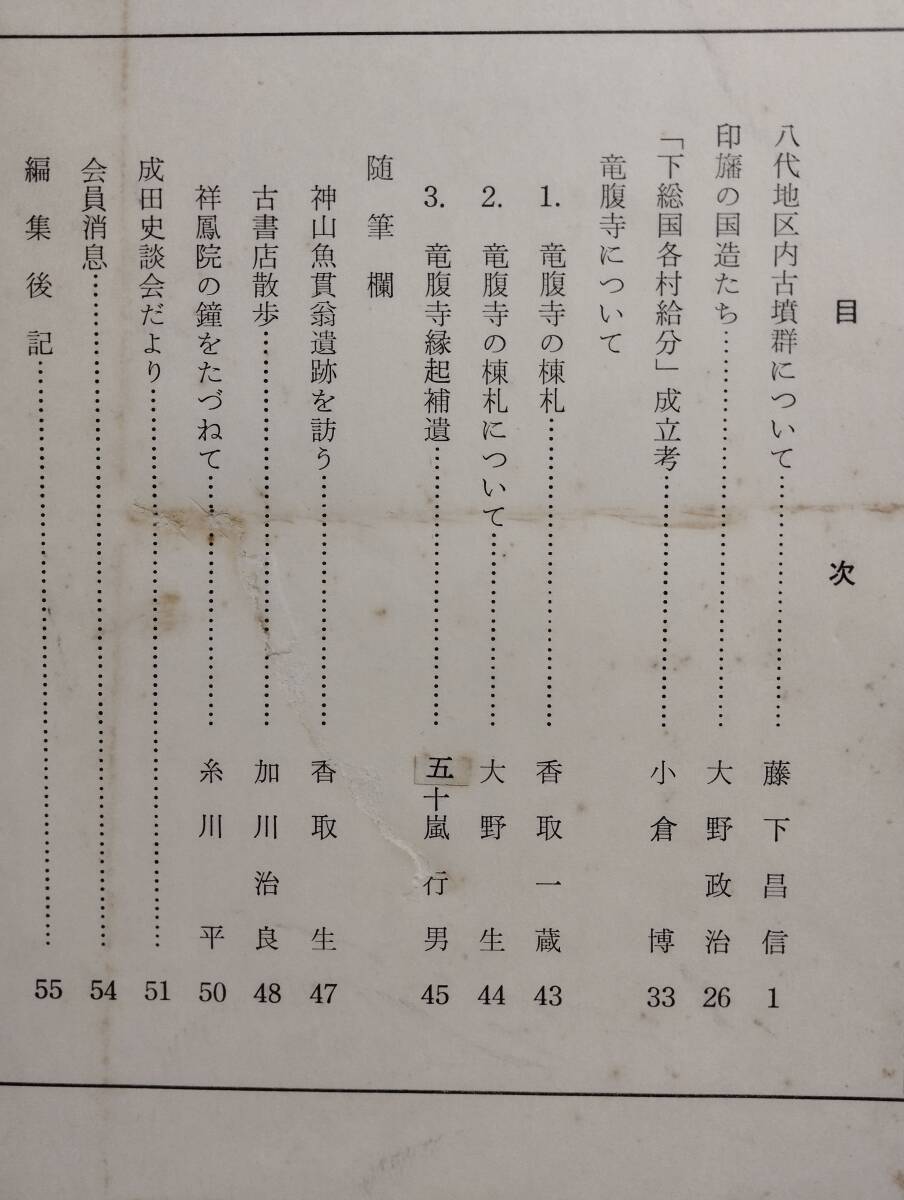 目次
八代地区内古墳群について……………………藤下昌信 1
印旛の国造たち……………………大野政治 26
「下総国各村給分」成立考……………………小倉博 33
竜腹寺について
1. 竜腹寺の棟札……………………香取一蔵 43
2. 竜腹寺の棟札について……………………大野生 44
3. 竜腹寺縁起補遺……………………五十嵐行男 45
随筆欄
神山魚貫翁遺跡を訪う……………………香取生 47
古書店散歩……………………加川治良 48
祥鳳院の鐘をたづねて……………………糸川平 50
成田史談会だより……………………51
会員消息……………………54
編集後記……………………55